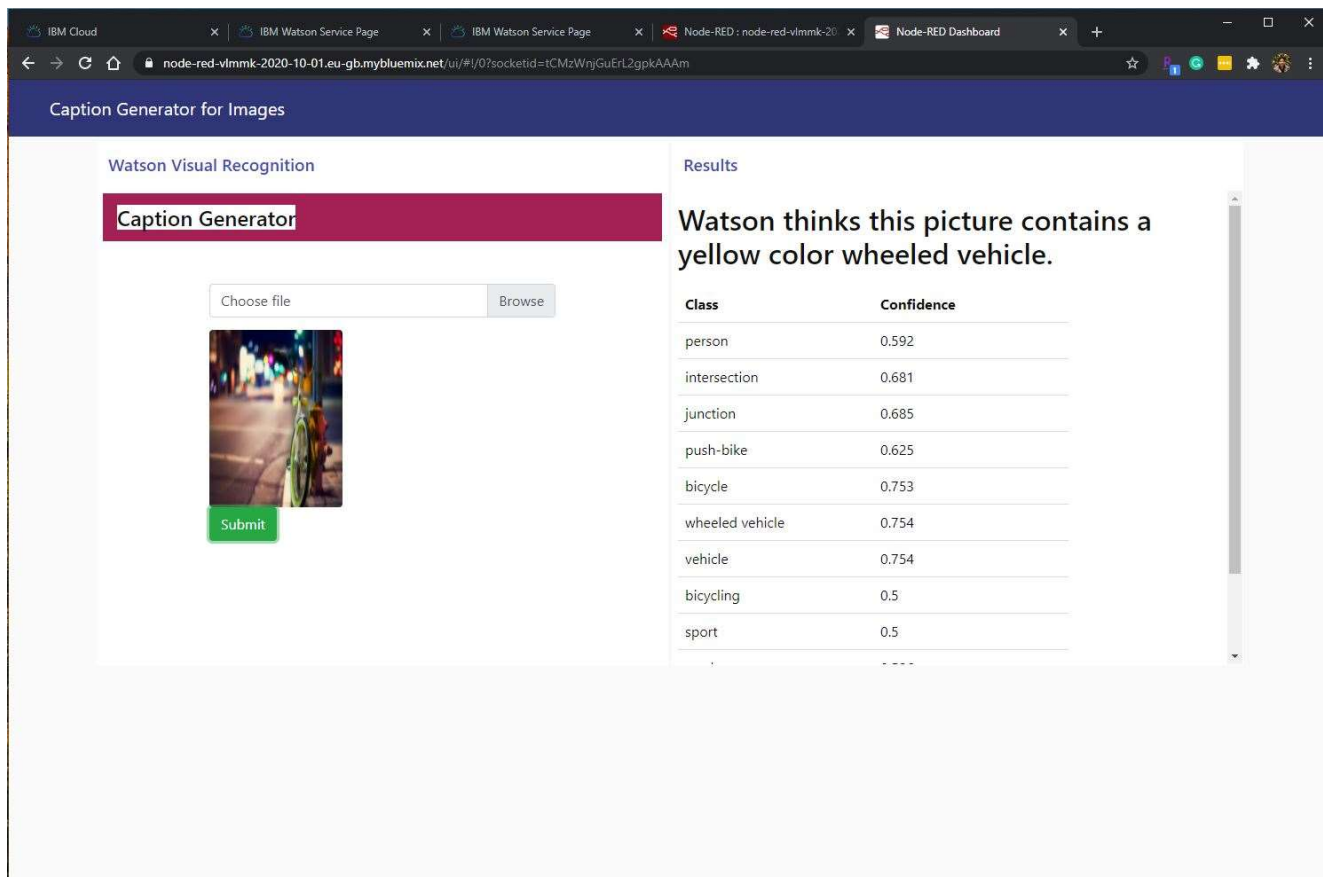 IBM Cloud
IBM Watson Service Page
IBM Watson Service Page
Node-RED : node-red-vlmmk-20
Node-RED Dashboard
node-red-vlmmk-2020-10-01.eu-gb.mybluemix.net/ui/#!/0?socketid=tCMzWnjGuErL2gpkAAAm
1
Caption Generator for Images
Watson Visual Recognition
Caption Generator
Choose file Browse
Submit
Results
Watson thinks this picture contains a
yellow color wheeled vehicle.
Class Confidence
person 0.592
intersection 0.681
junction 0.685
push-bike 0.625
bicycle 0.753
wheeled vehicle 0.754
vehicle 0.754
bicycling 0.5
sport 0.5